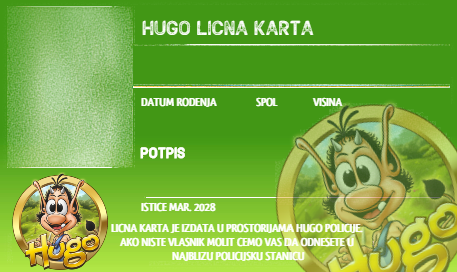 HUGO LICNA KARTA
DATUM RODENJA SPOL VISINA
POTPIS
ISTICE MAR. 2028
LICNA KARTA JE IZDATA U PROSTORIJAMA HUGO POLICIJE.
AKO NISTE VLASNIK MOLIT CEMO VAS DA ODNESETE U
NAJBLIZU POLICIJSKU STANICU
Hugo
Hugo